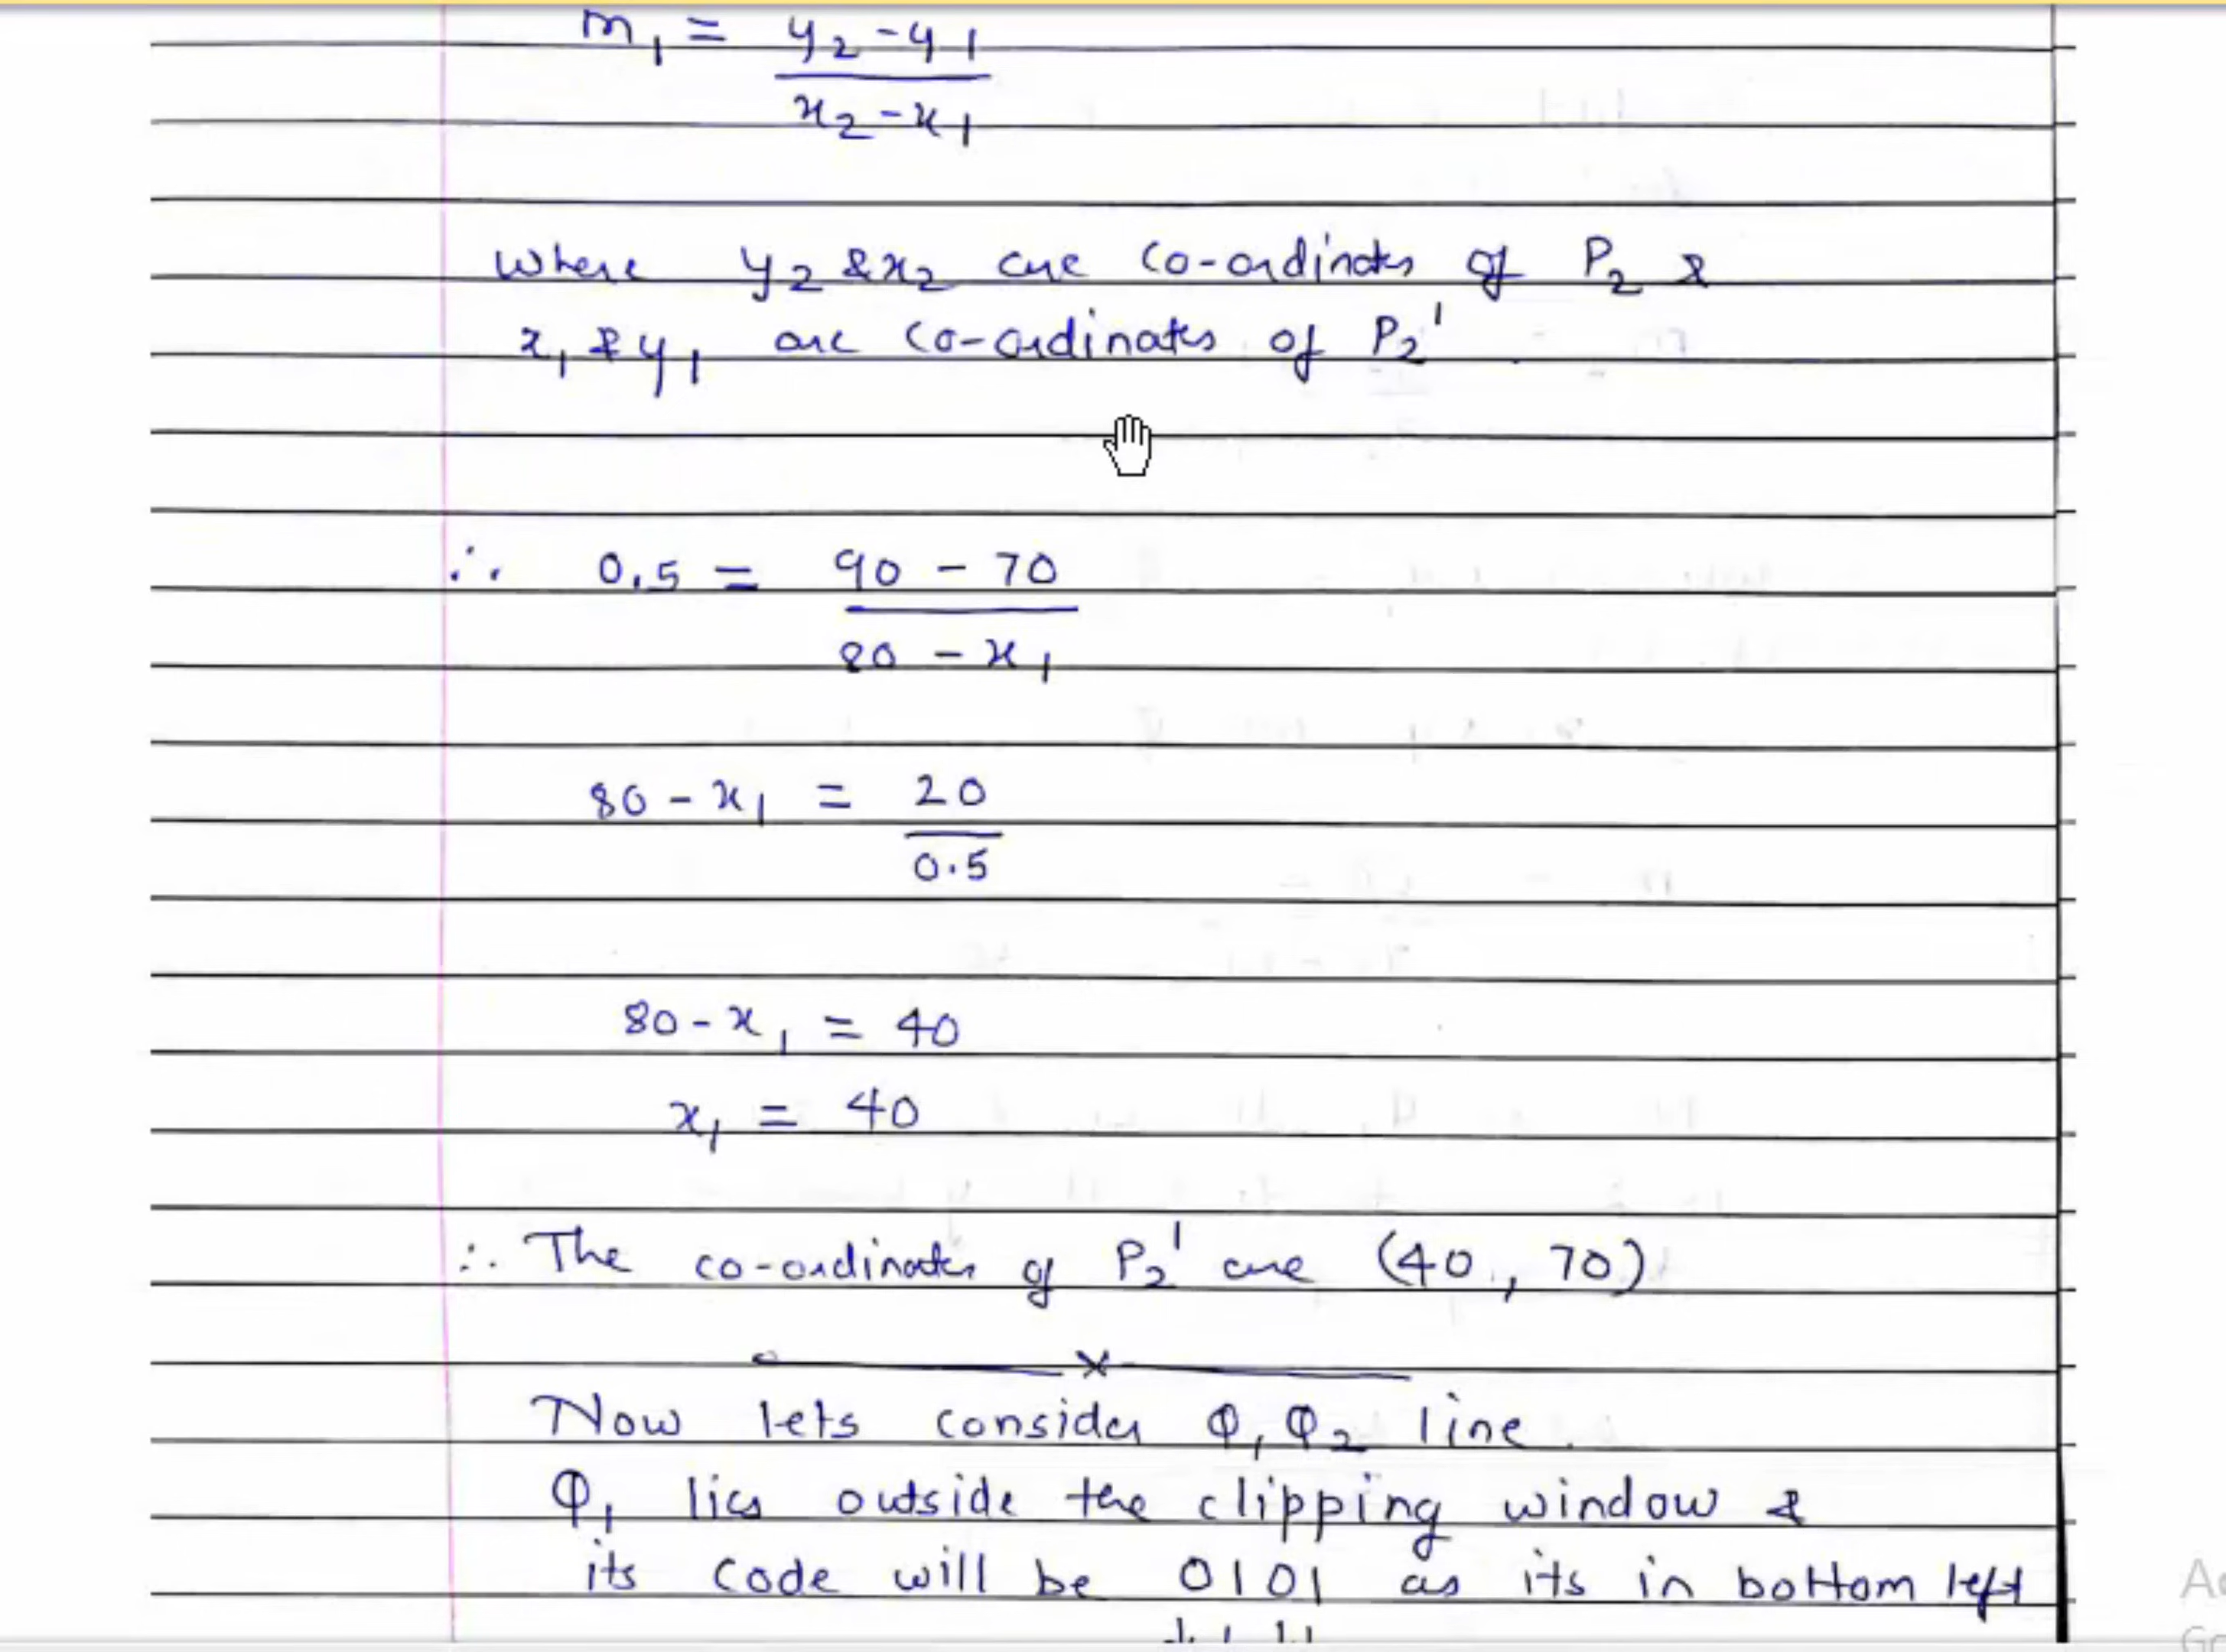 m₁ = y₂ - y₁
x₂ - x₁
where y₂ & x₂ are co-ordinates of P₂ &
x₁ & y₁ are co-ordinates of P₂'
∴ 0.5 = 90 - 70
80 - x₁
80 - x₁ = 20
0.5
80 - x₁ = 40
x₁ = 40
∴ The co-ordinates of P₂' are (40, 70)
x
Now lets consider Q₁Q₂ line.
Q₁ lies outside the clipping window &
its code will be 0101 as its in bottom left